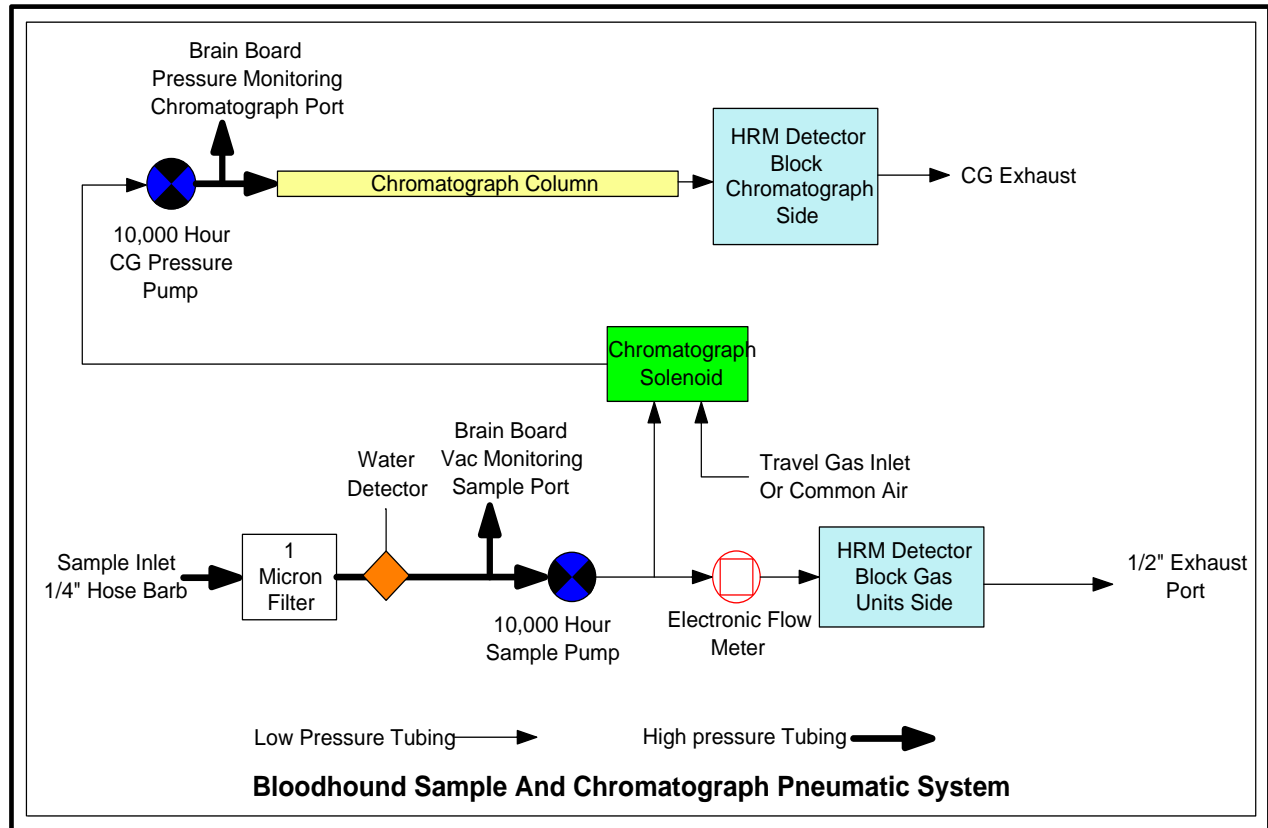 Brain Board
Pressure Monitoring
Chromatograph Port
HRM Detector
Block
Chromatograph
Side
Chromatograph Column
CG Exhaust
10,000 Hour
CG Pressure
Pump
Chromatograph
Solenoid
Brain Board
Vac Monitoring
Sample Port
Water
Detector
Travel Gas Inlet
Or Common Air
Sample Inlet
1/4" Hose Barb
1
Micron
Filter
HRM Detector
Block Gas
Units Side
1/2" Exhaust
Port
10,000 Hour
Sample Pump
Electronic Flow
Meter
Low Pressure Tubing
High pressure Tubing
Bloodhound Sample And Chromatograph Pneumatic System